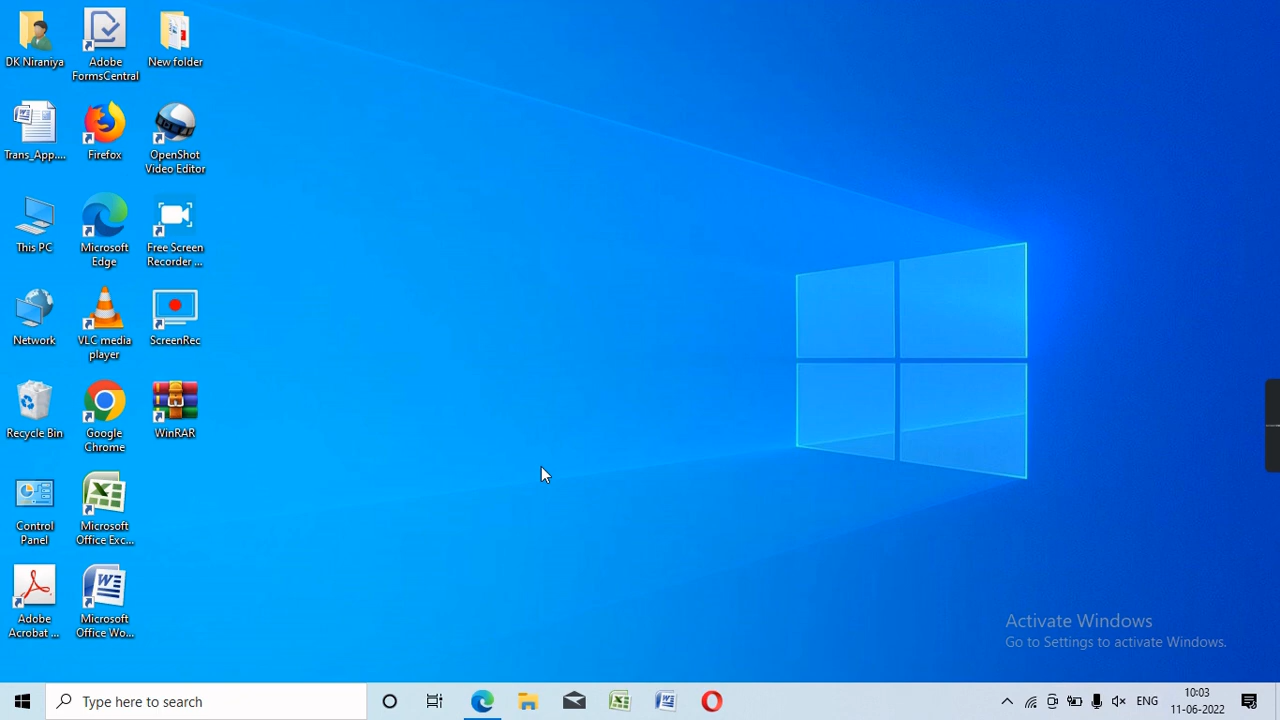 DK Niraniya
Adobe
FormsCentral
New folder
Trans_App....
Firefox
OpenShot
Video Editor
This PC
Microsoft
Edge
Free Screen
Recorder ...
Network
VLC media
player
ScreenRec
Recycle Bin
Google
Chrome
WinRAR
Control
Panel
Microsoft
Office Exc...
Adobe
Acrobat ...
Microsoft
Office Wo...
Activate Windows
Go to Settings to activate Windows.
Type here to search
ENG
10:03
11-06-2022